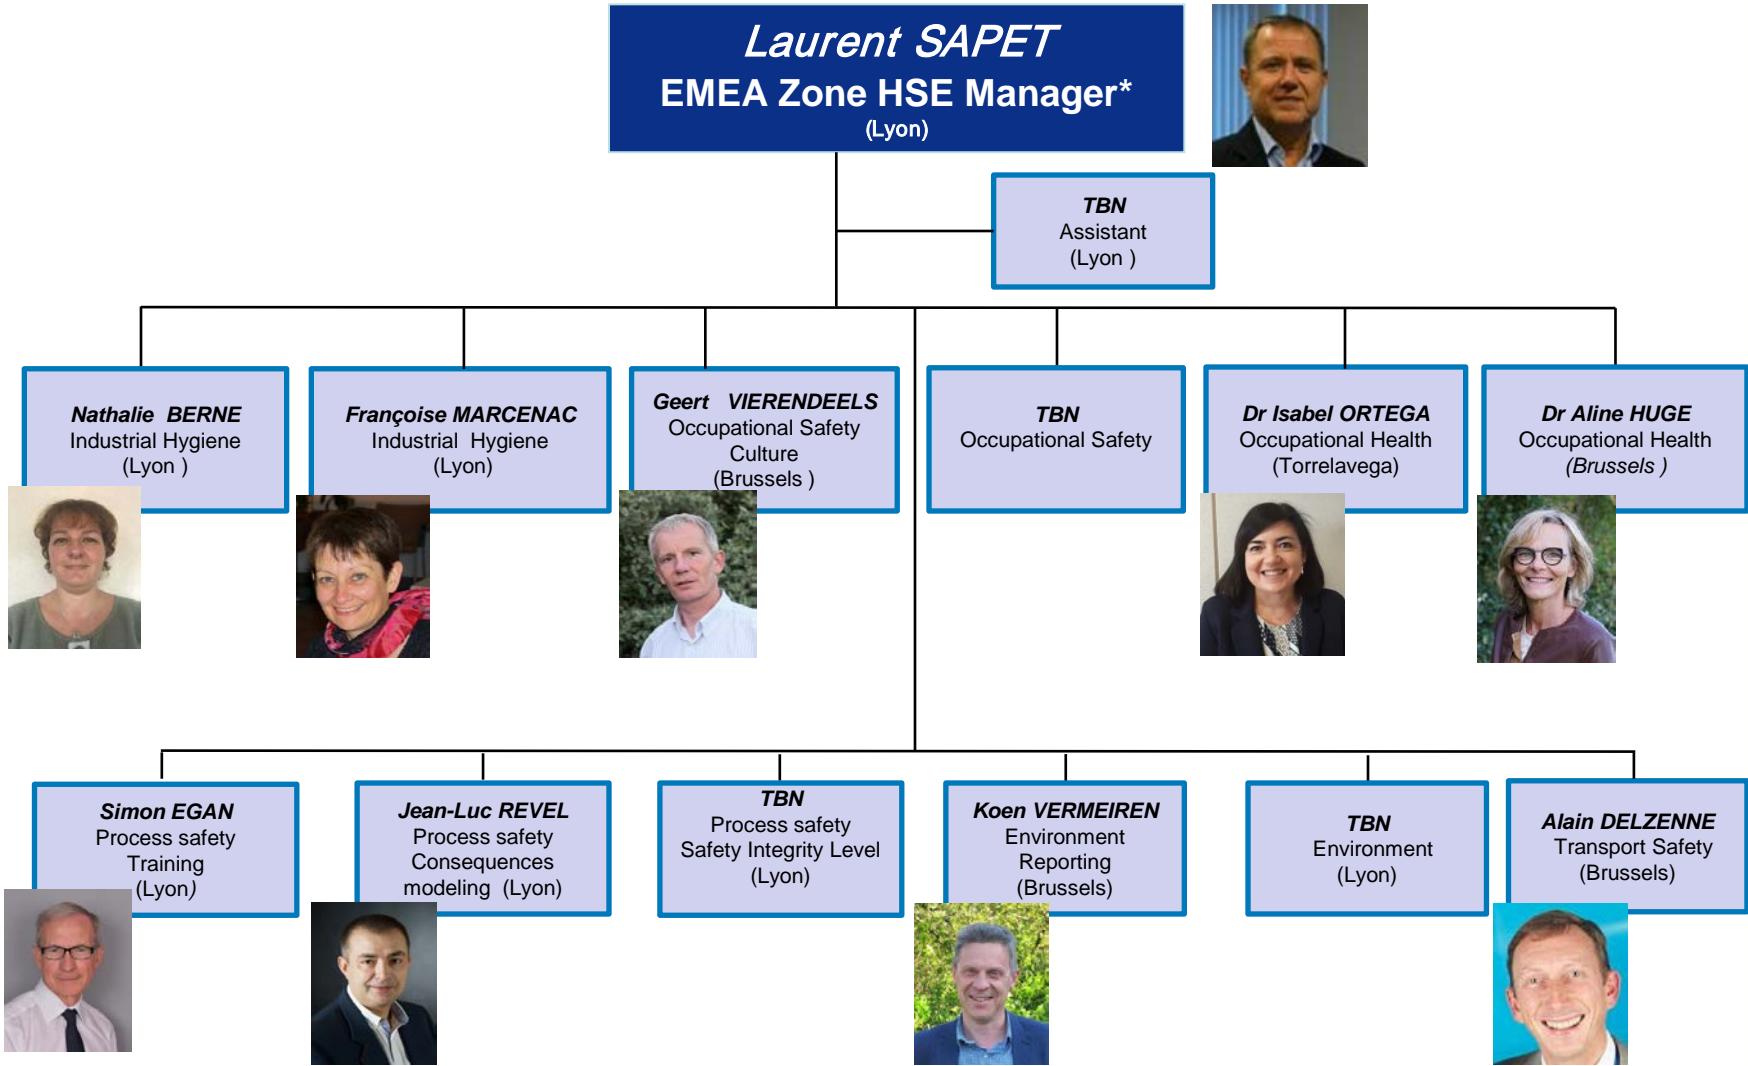 Laurent SAPET
EMEA Zone HSE Manager*
(Lyon)
TBN
Assistant
(Lyon )
Nathalie BERNE
Industrial Hygiene
(Lyon )
Françoise MARCENAC
Industrial Hygiene
(Lyon)
Geert VIERENDEELS
Occupational Safety
Culture
(Brussels )
TBN
Occupational Safety
Dr Isabel ORTEGA
Occupational Health
(Torrelavega)
Dr Aline HUGE
Occupational Health
(Brussels )
Simon EGAN
Process safety
Training
(Lyon)
Jean-Luc REVEL
Process safety
Consequences
modeling (Lyon)
TBN
Process safety
Safety Integrity Level
(Lyon)
Koen VERMEIREN
Environment
Reporting
(Brussels)
TBN
Environment
(Lyon)
Alain DELZENNE
Transport Safety
(Brussels)